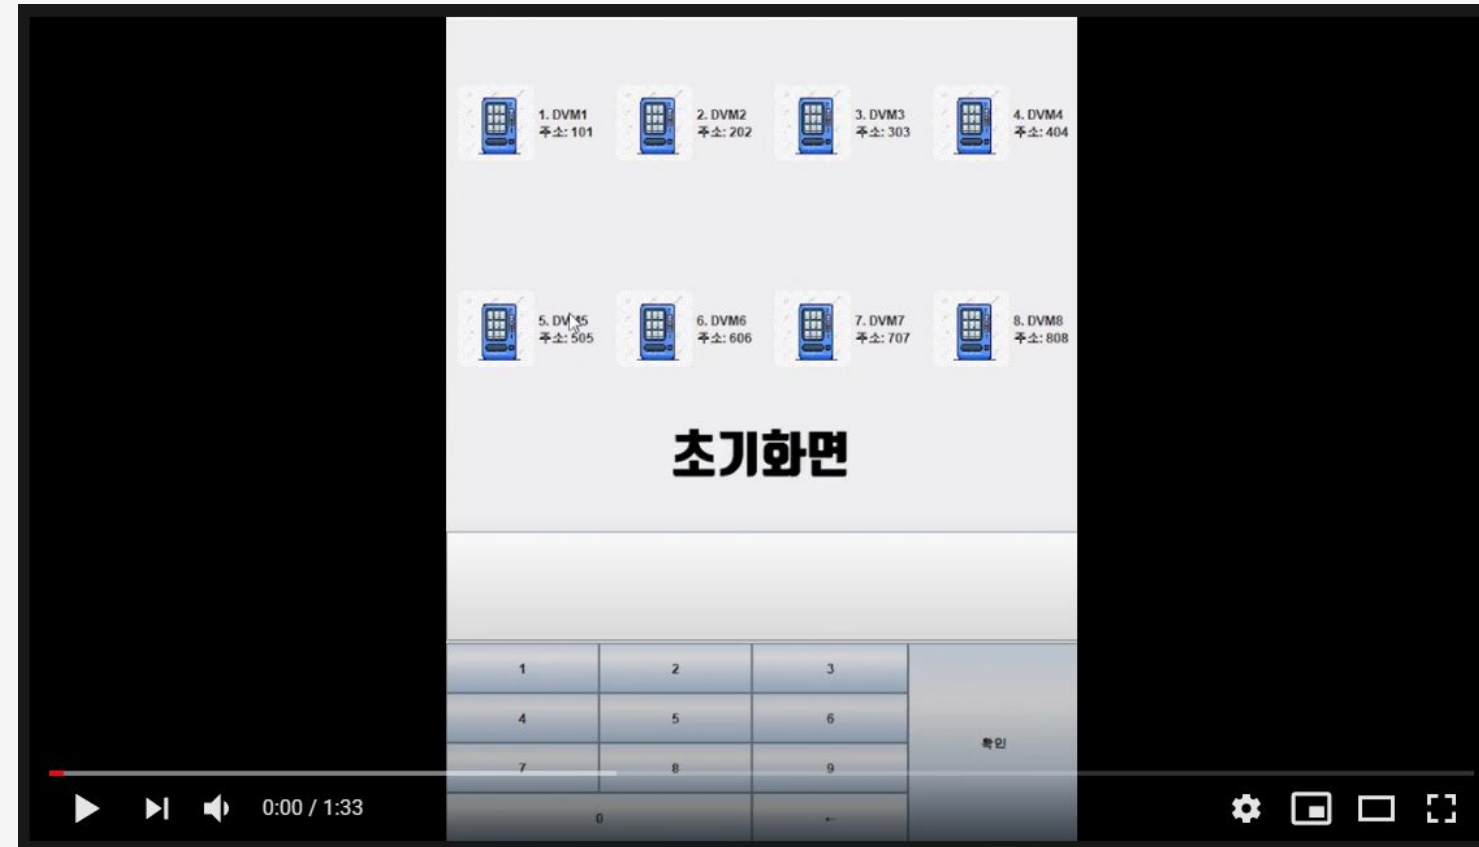 1. DVM1
주소: 101
2. DVM2
주소: 202
3. DVM3
주소: 303
4. DVM4
주소: 404
5. DVM5
주소: 505
6. DVM6
주소: 606
7. DVM7
주소: 707
8. DVM8
주소: 808
초기화면
1 2 3
4 5 6
확인
7 8 9
0 ←
0:00 / 1:33